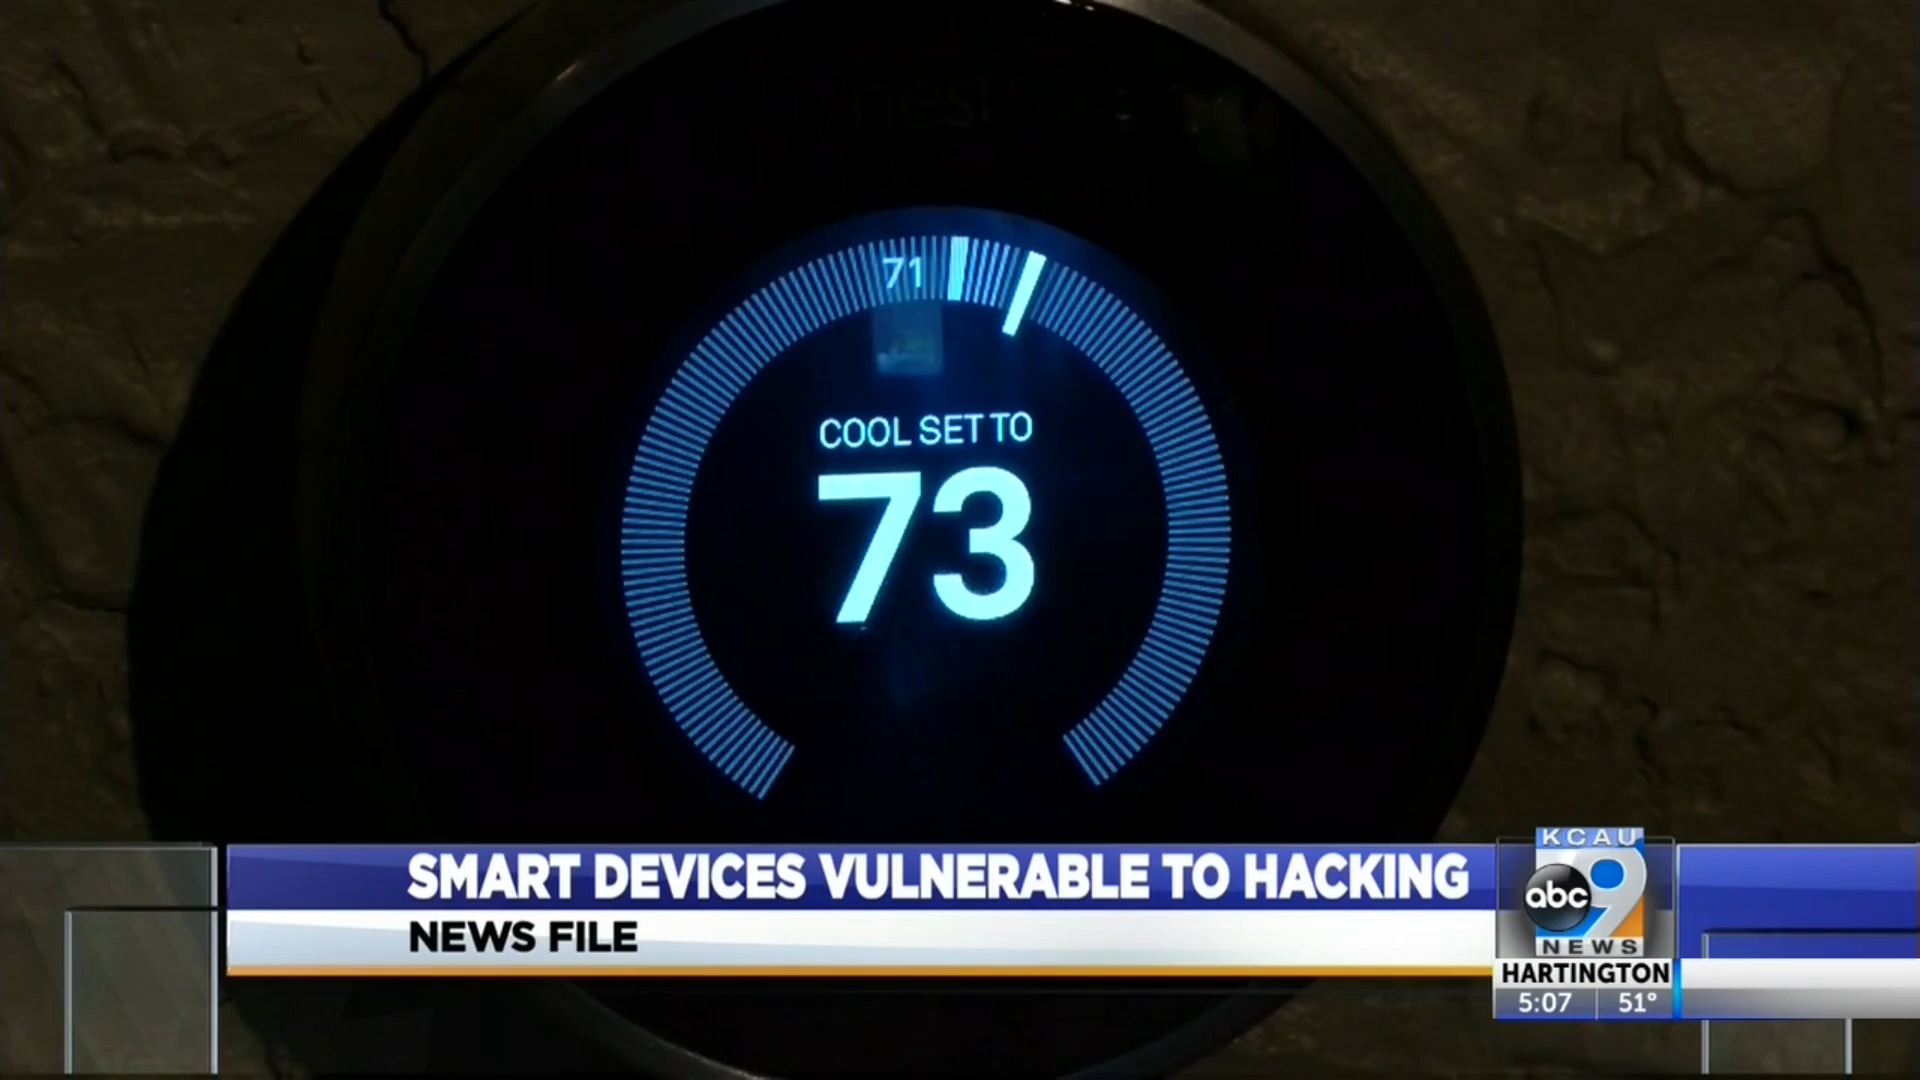 nest
71
COOL SET TO
73
SMART DEVICES VULNERABLE TO HACKING
NEWS FILE
KCAU
abc 9
NEWS
HARTINGTON
5:07 51°